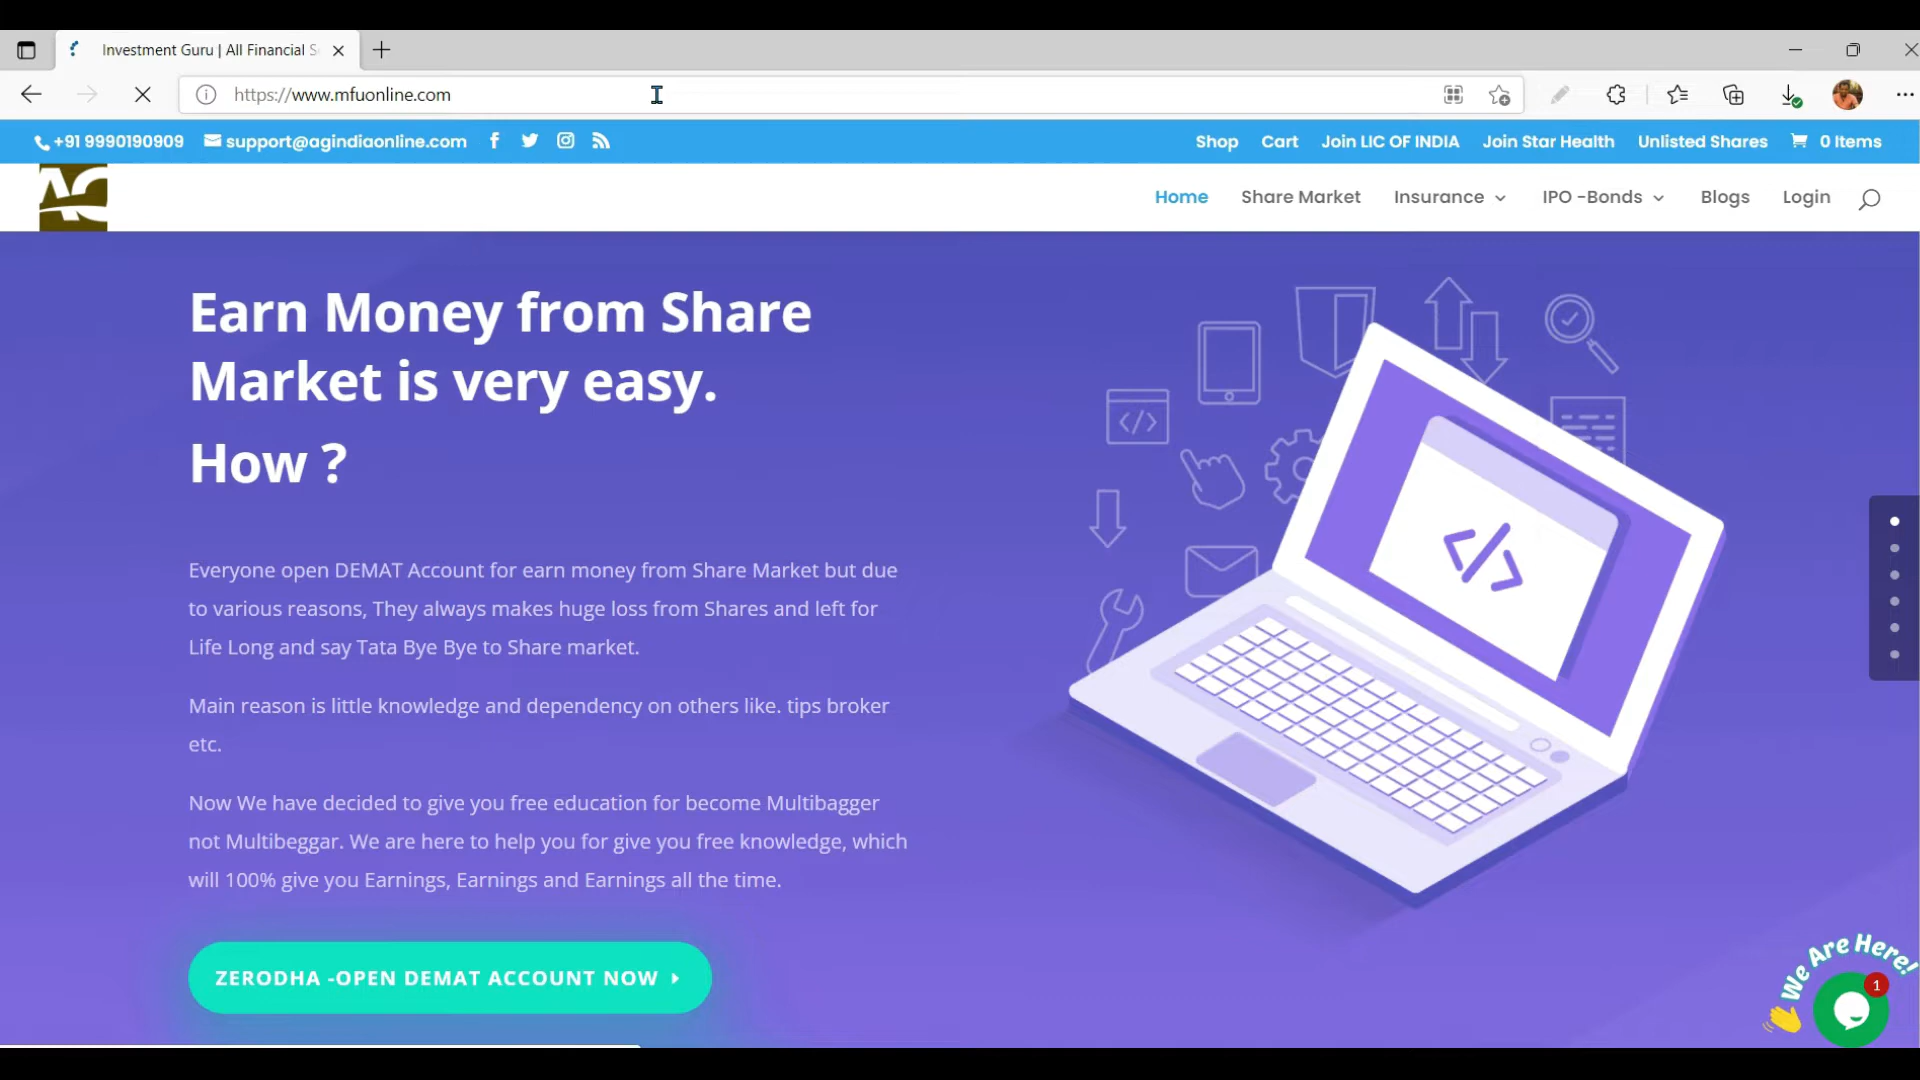 Investment Guru | All Financial S
https://www.mfuonline.com
+91 9990190909
support@agindiaonline.com
Shop
Cart
Join LIC OF INDIA
Join Star Health
Unlisted Shares
0 Items
AG
Home
Share Market
Insurance
IPO -Bonds
Blogs
Login
Earn Money from Share
Market is very easy.
How ?
Everyone open DEMAT Account for earn money from Share Market but due
to various reasons, They always makes huge loss from Shares and left for
Life Long and say Tata Bye Bye to Share market.
Main reason is little knowledge and dependency on others like. tips broker
etc.
Now We have decided to give you free education for become Multibagger
not Multibeggar. We are here to help you for give you free knowledge, which
will 100% give you Earnings, Earnings and Earnings all the time.
ZERODHA -OPEN DEMAT ACCOUNT NOW
</>
</>
We Are Here!
1